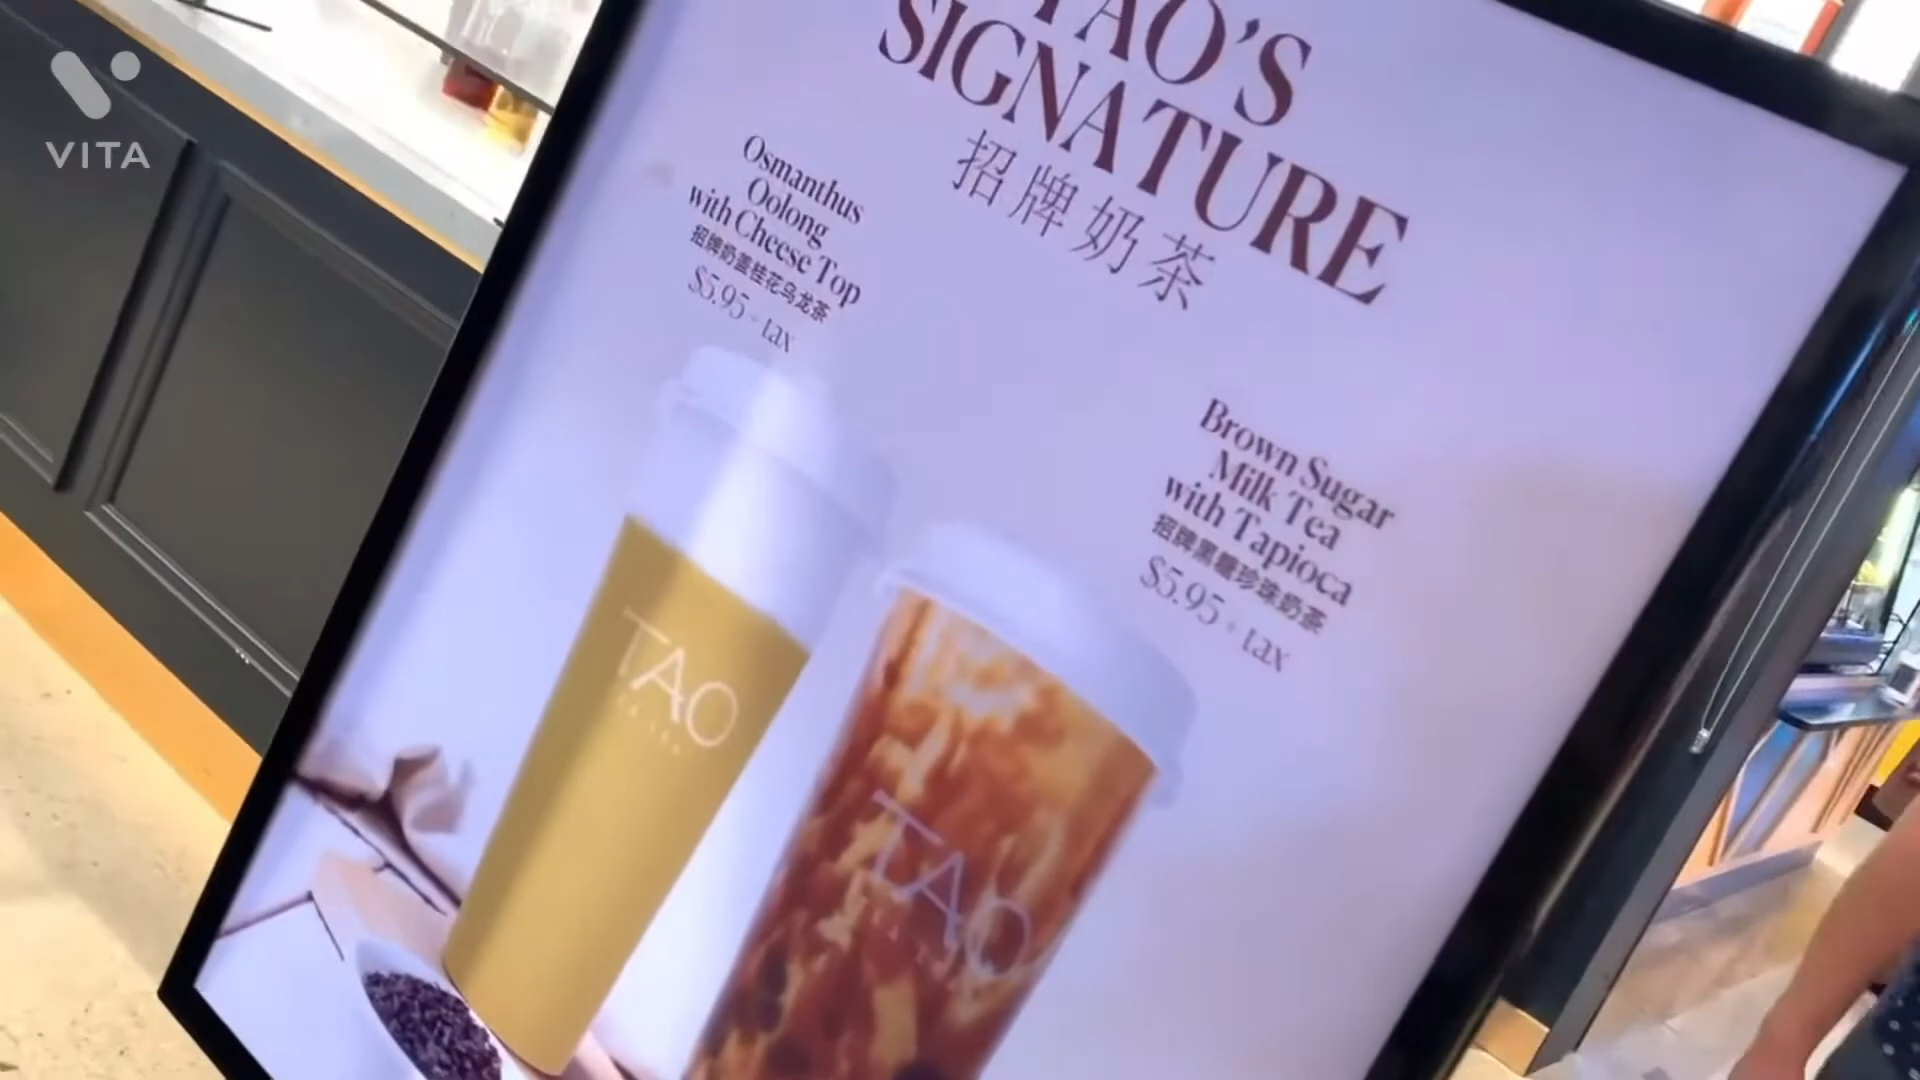 VITA
TAO'S
SIGNATURE
招牌奶茶
Osmanthus
Oolong
with Cheese Top
招牌奶盖桂花乌龙茶
$5.95 + tax
Brown Sugar
Milk Tea
with Tapioca
招牌黑糖珍珠奶茶
$5.95 + tax
TAO
TAO